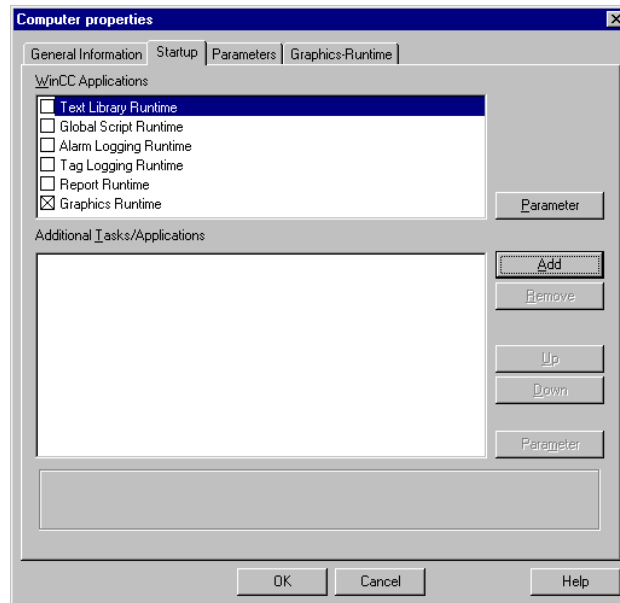 Computer properties
General Information Startup Parameters Graphics-Runtime
WinCC Applications
Text Library Runtime
Global Script Runtime
Alarm Logging Runtime
Tag Logging Runtime
Report Runtime
Graphics Runtime
Parameter
Additional Tasks/Applications
Add
Remove
Up
Down
Parameter
OK Cancel Help